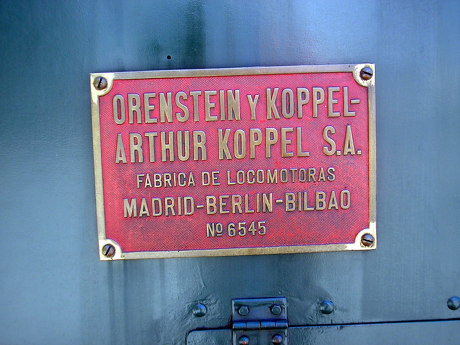 ORENSTEIN Y KOPPEL-
ARTHUR KOPPEL S.A.
FABRICA DE LOCOMOTORAS
MADRID-BERLIN-BILBAO
Nº 6545